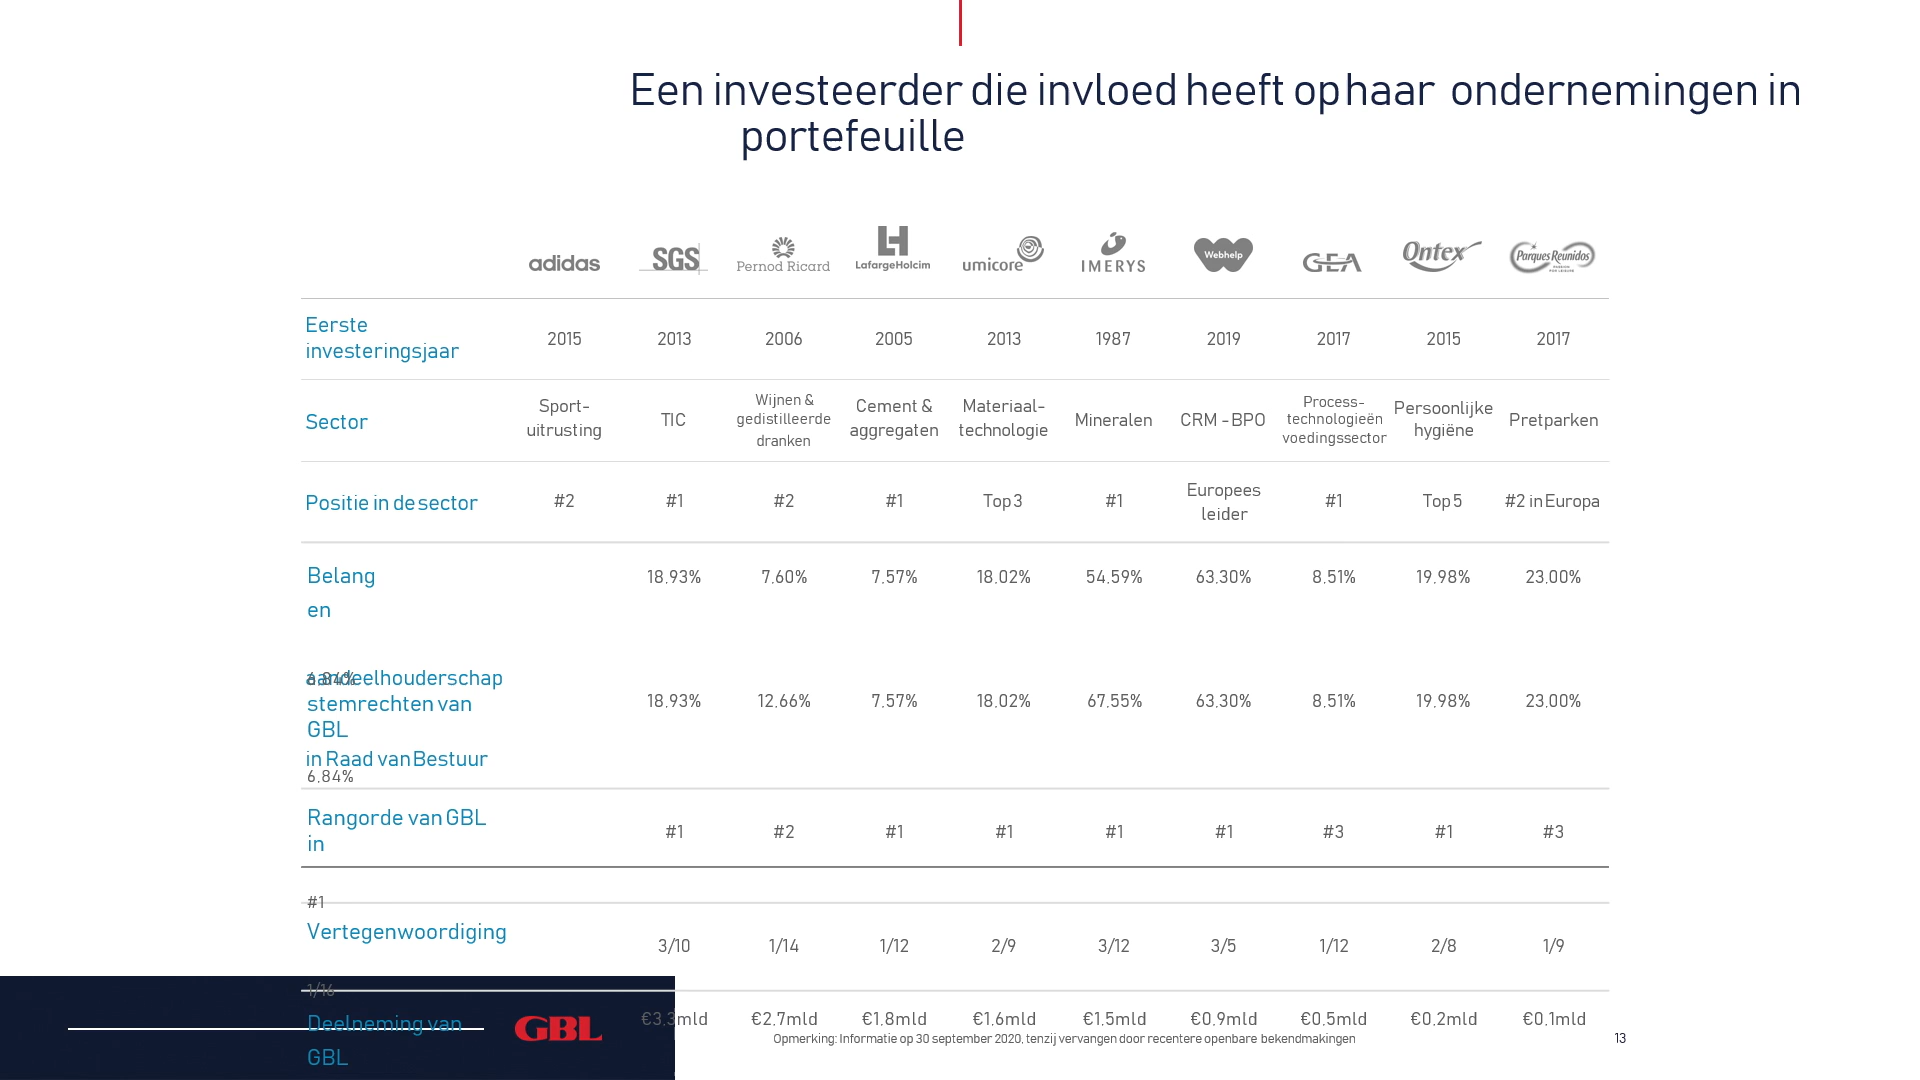 Een investeerder die invloed heeft op haar ondernemingen in
portefeuille
adidas SGS Pernod Ricard LafargeHolcim umicore IMERYS Webhelp GEA Ontex Parques Reunidos
Eerste
investeringsjaar
2015 2013 2006 2005 2013 1987 2019 2017 2015 2017
Sector
Sport-
uitrusting
TIC
Wijnen &
gedistilleerde
dranken
Cement &
aggregaten
Materiaal-
technologie
Mineralen
CRM - BPO
Process-
technologieën
voedingssector
Persoonlijke
hygiëne
Pretparken
Positie in de sector
#2 #1 #2 #1 Top 3 #1
Europees
leider
#1 Top 5 #2 in Europa
Belang
en
18.93% 7.60% 7.57% 18.02% 54.59% 63.30% 8.51% 19.98% 23.00%
6.84%
aandeelhouderschap
stemrechten van
GBL
in Raad van Bestuur
18.93% 12.66% 7.57% 18.02% 67.55% 63.30% 8.51% 19.98% 23.00%
6.84%
Rangorde van GBL
in
#1 #2 #1 #1 #1 #1 #3 #1 #3
#1
Vertegenwoordiging
3/10 1/14 1/12 2/9 3/12 3/5 1/12 2/8 1/9
1/16
Deelneming van
GBL
€3.3mld €2.7mld €1.8mld €1.6mld €1.5mld €0.9mld €0.5mld €0.2mld €0.1mld
GBL
Opmerking: Informatie op 30 september 2020, tenzij vervangen door recentere openbare bekendmakingen
13